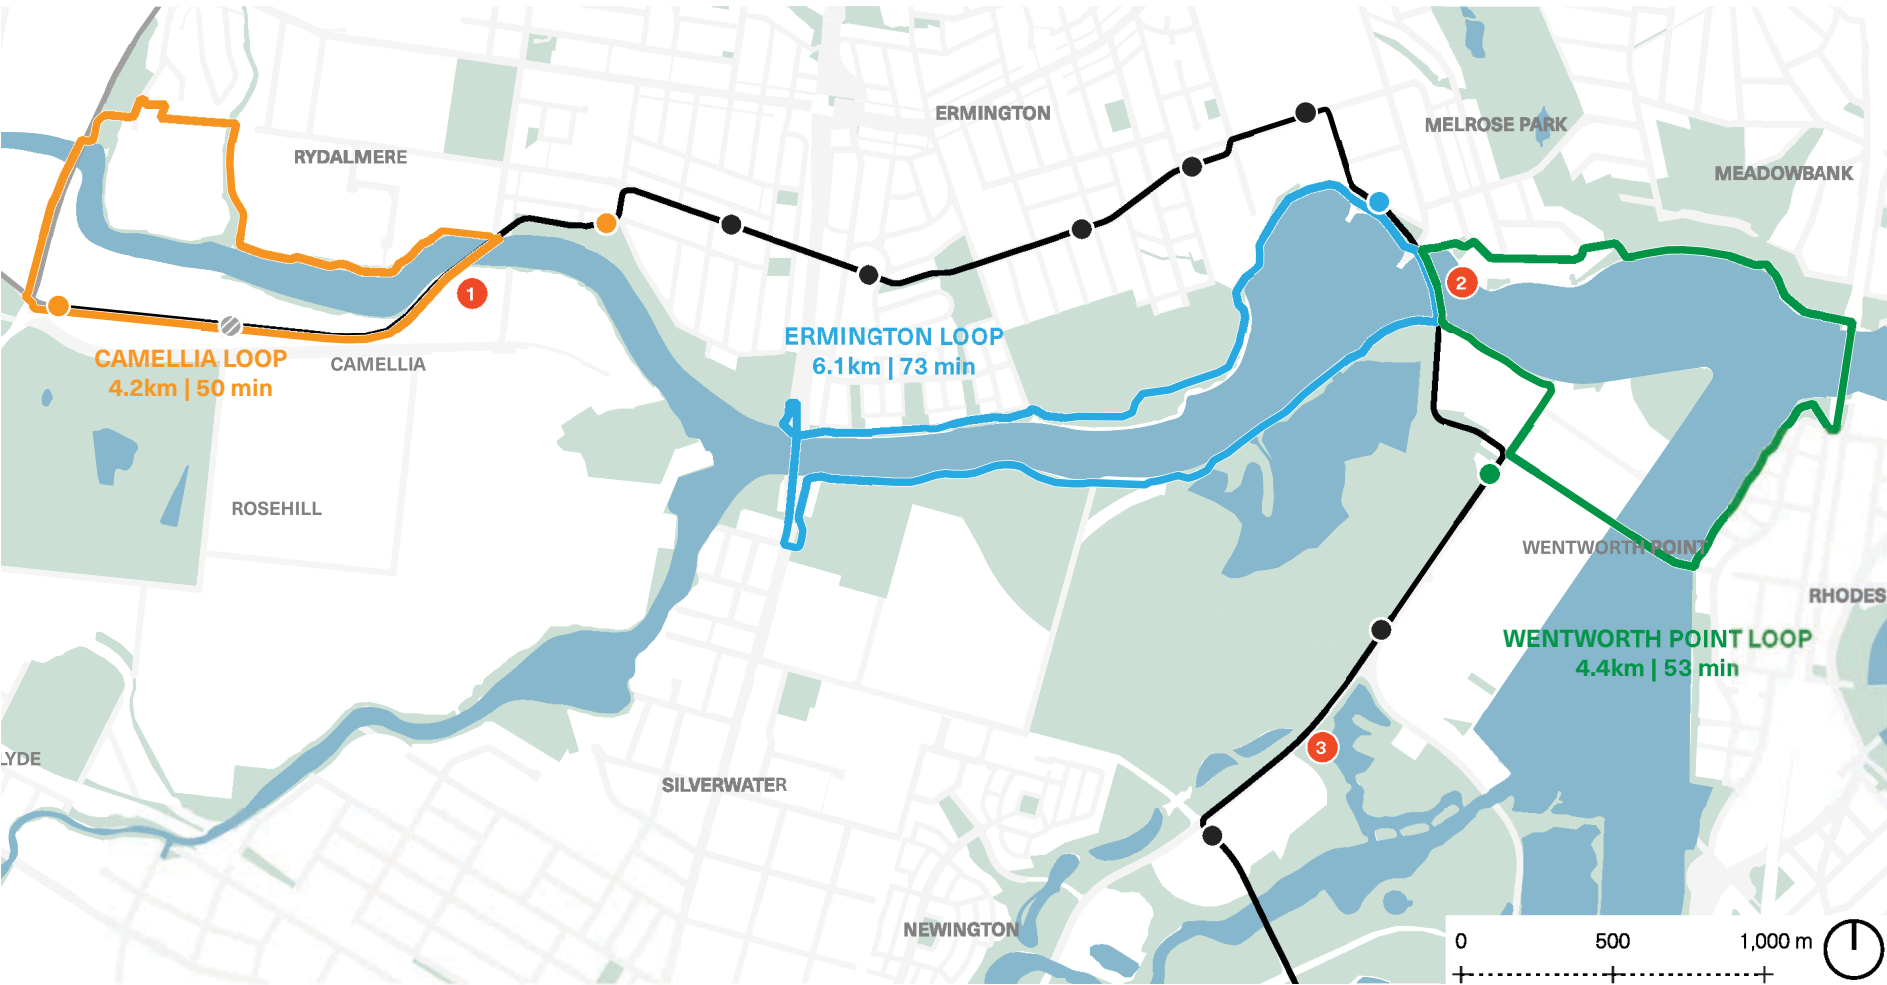 ERMINGTON
MELROSE PARK
RYDALMERE
MEADOWBANK
1
2
ERMINGTON LOOP
6.1km | 73 min
CAMELLIA LOOP
4.2km | 50 min
CAMELLIA
ROSEHILL
WENTWORTH POINT
RHODES
WENTWORTH POINT LOOP
4.4km | 53 min
3
LYDE
SILVERWATER
NEWINGTON
0 500 1,000 m